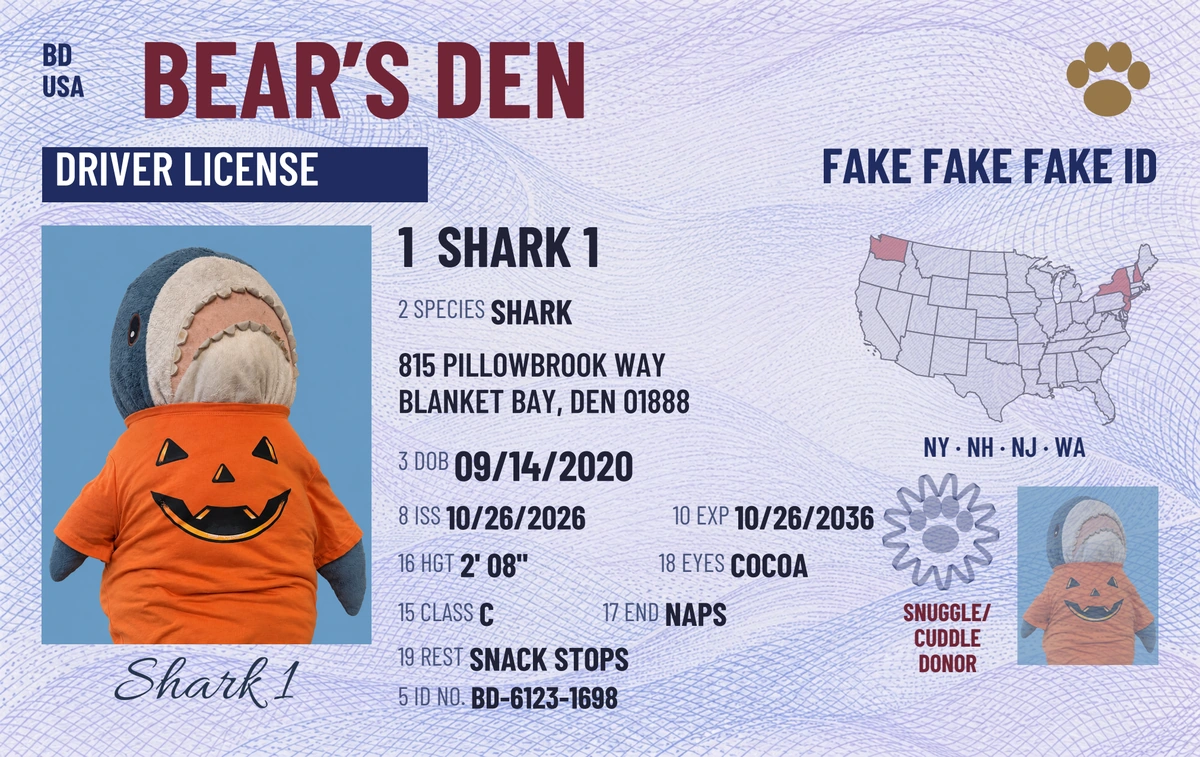 BD
USA
BEAR'S DEN
DRIVER LICENSE
FAKE FAKE FAKE ID
1 SHARK 1
2 SPECIES SHARK
815 PILLOWBROOK WAY
BLANKET BAY, DEN 01888
3 DOB 09/14/2020
8 ISS 10/26/2026 10 EXP 10/26/2036
16 HGT 2' 08" 18 EYES COCOA
15 CLASS C 17 END NAPS
19 REST SNACK STOPS
5 ID NO. BD-6123-1698
Shark 1
NY · NH · NJ · WA
SNUGGLE/
CUDDLE
DONOR